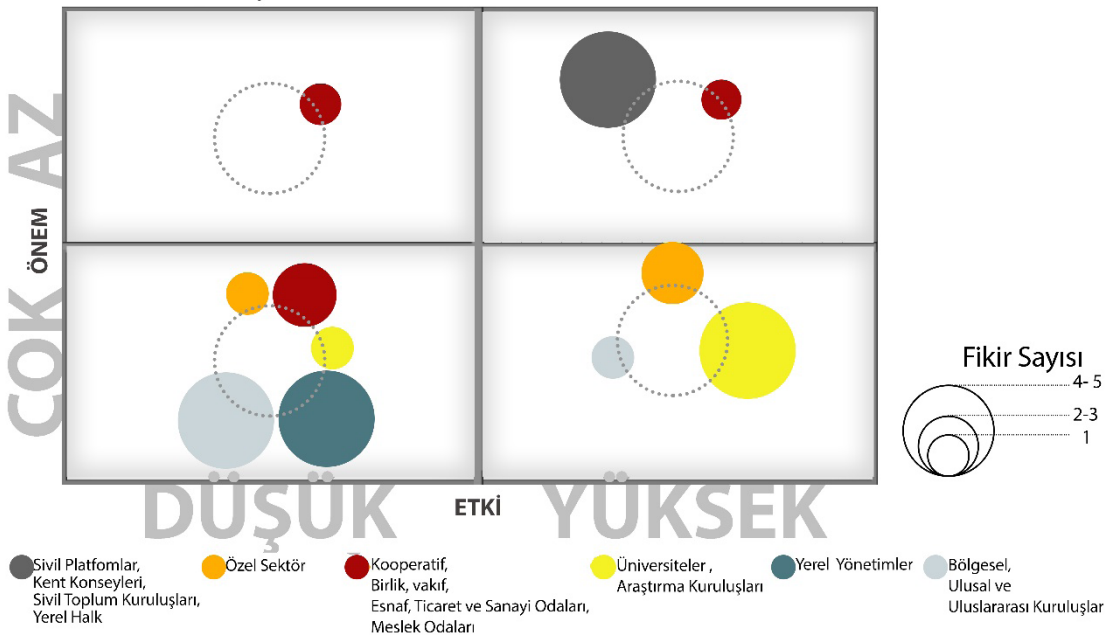 AZ
ÖNEM
COK
DÜŞÜK
ETKİ
YÜKSEK
Fikir Sayısı
4- 5
2-3
1
Sivil Platfomlar,
Kent Konseyleri,
Sivil Toplum Kuruluşları,
Yerel Halk
Özel Sektör
Kooperatif,
Birlik, vakıf,
Esnaf, Ticaret ve Sanayi Odaları,
Meslek Odaları
Üniversiteler ,
Araştırma Kuruluşları
Yerel Yönetimler
Bölgesel,
Ulusal ve
Uluslararası Kuruluşlar